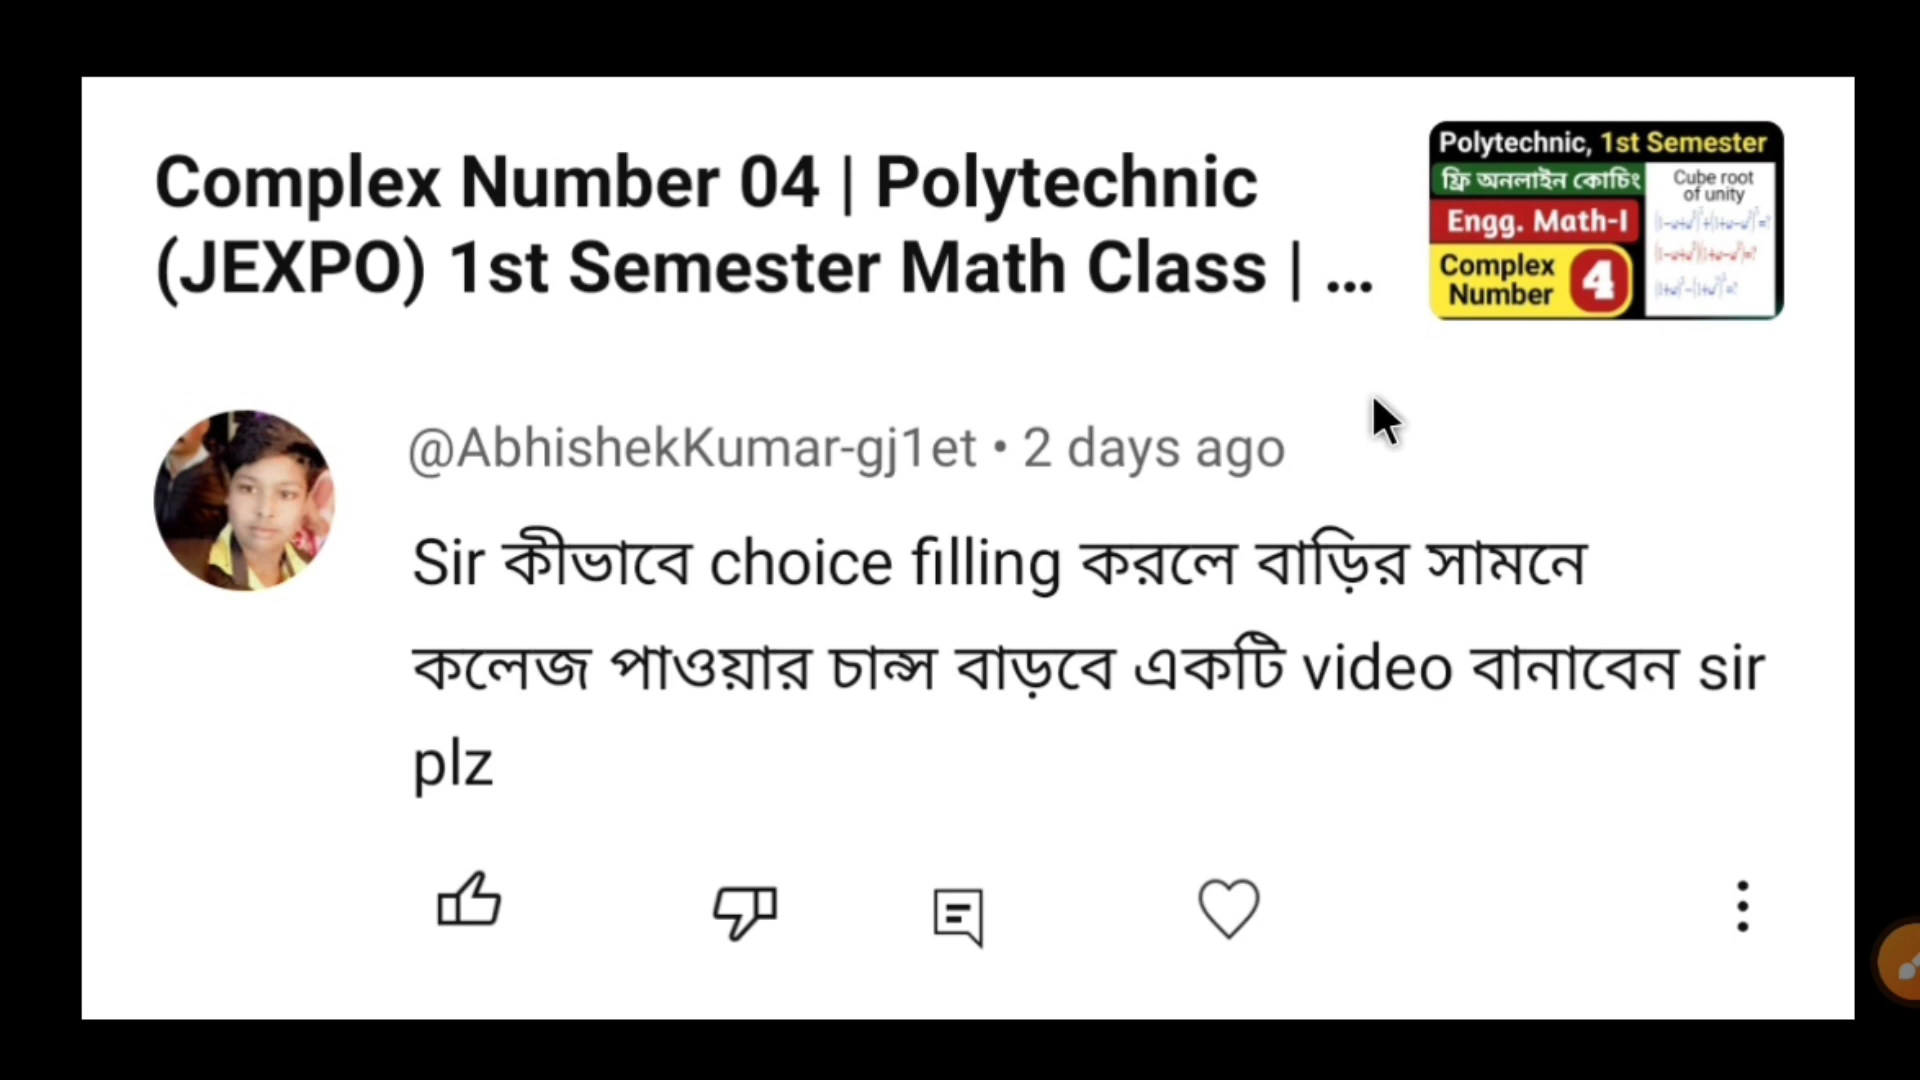 Complex Number 04 | Polytechnic
(JEXPO) 1st Semester Math Class | ...
Polytechnic, 1st Semester
ফ্রি অনলাইন কোচিং
Engg. Math-I
Complex
Number
4
Cube root
of unity
@AbhishekKumar-gj1et • 2 days ago
Sir কীভাবে choice filling করলে বাড়ির সামনে
কলেজ পাওয়ার চান্স বাড়বে একটি video বানাবেন sir
plz